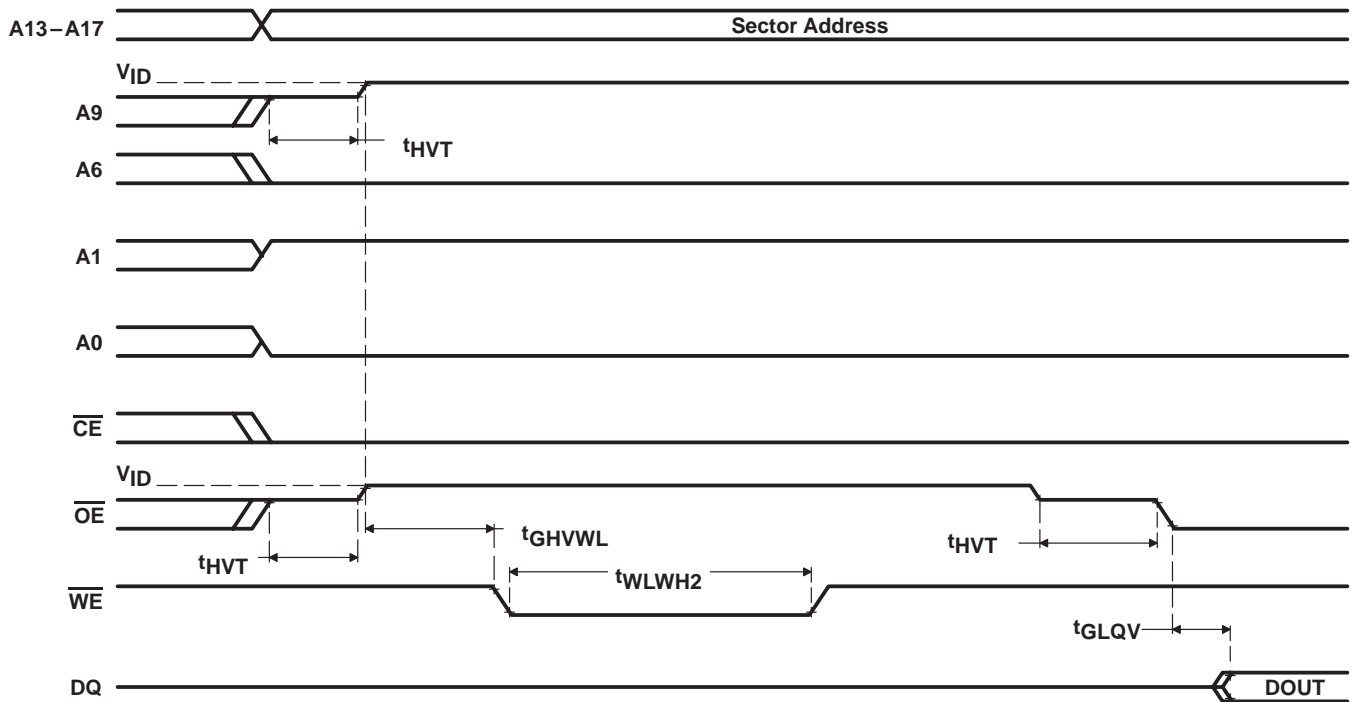 A13–A17
Sector Address
VID
A9
tHVT
A6
A1
A0
CE
VID
OE
tGHVWL
tHVT
tHVT
tWLWH2
WE
tGLQV
DQ
DOUT